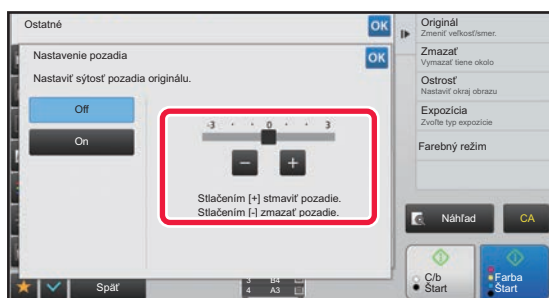 Ostatné
OK
Nastavenie pozadia
OK
Nastaviť sýtosť pozadia originálu.
Off
On
-3 · · 0 · · 3
− +
Stlačením [+] stmaviť pozadie.
Stlačením [-] zmazať pozadie.
Späť
3 B4
4 A3
Originál
Zmeniť veľkosť/smer.
Zmazať
Vymazať tiene okolo
Ostrosť
Nastaviť okraj obrazu
Expozícia
Zvoľte typ expozície
Farebný režim
Náhľad
CA
C/b
Štart
Farba
Štart